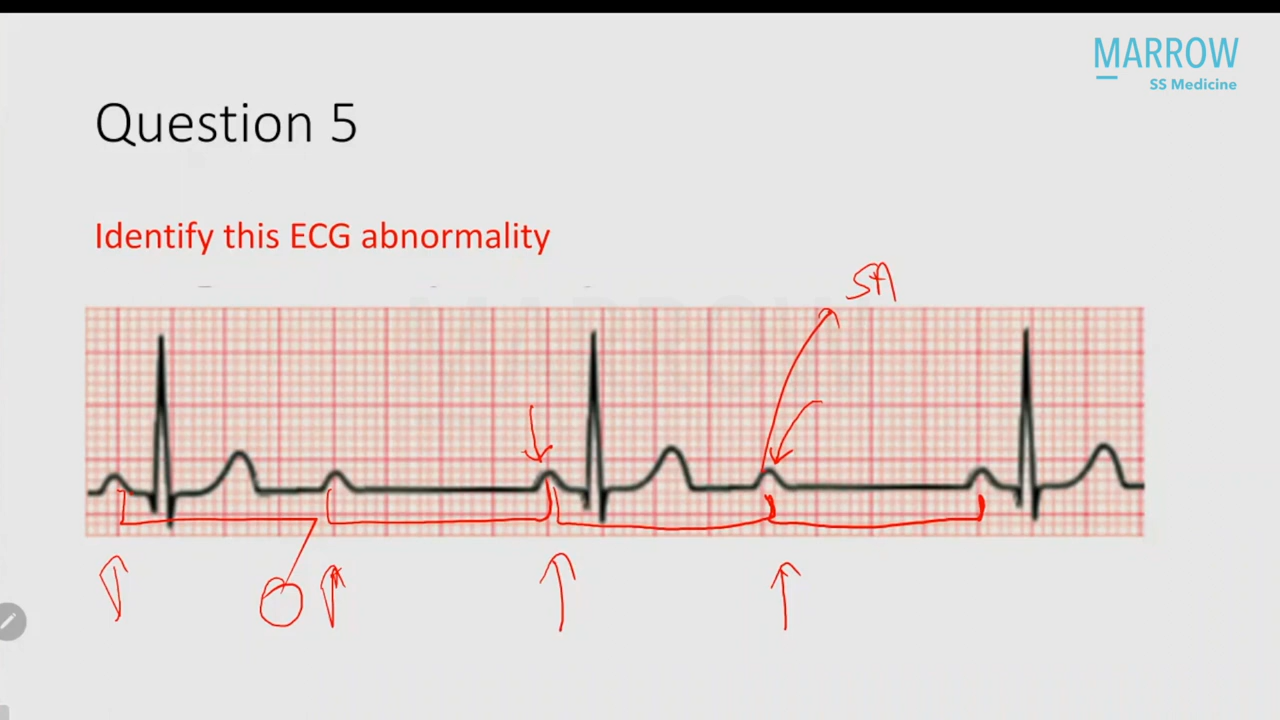 MARROW
SS Medicine
Question 5
Identify this ECG abnormality
SA